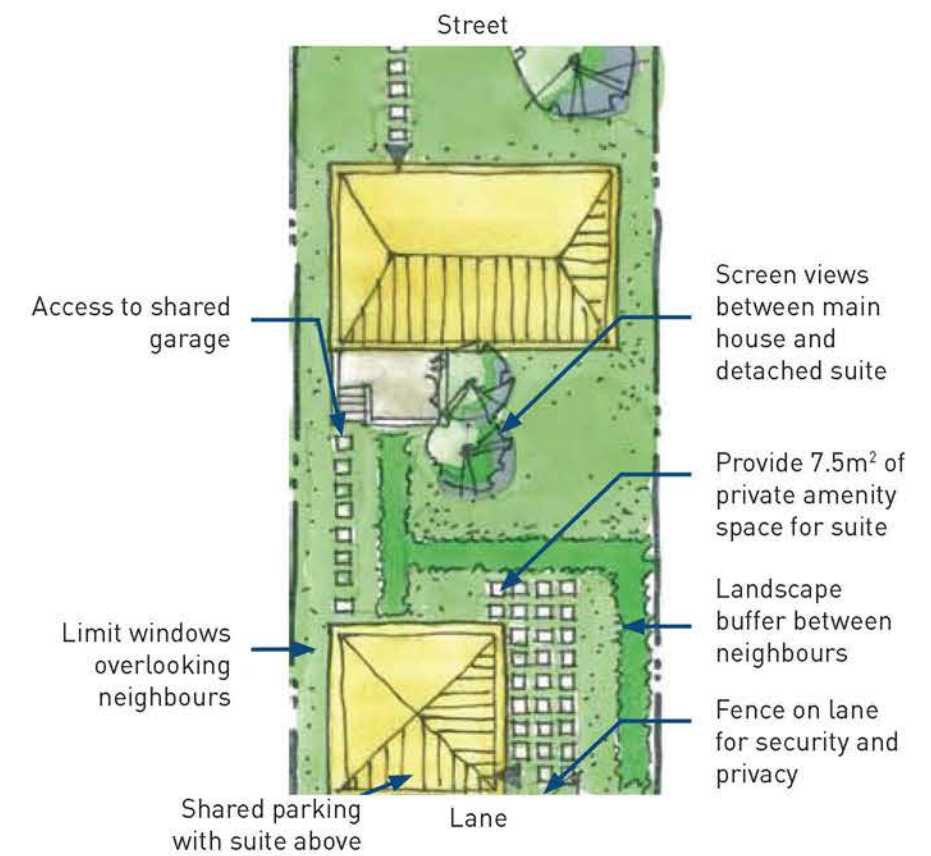 Street
Access to shared
garage
Screen views
between main
house and
detached suite
Provide 7.5m² of
private amenity
space for suite
Landscape
buffer between
neighbours
Limit windows
overlooking
neighbours
Fence on lane
for security and
privacy
Shared parking
with suite above
Lane